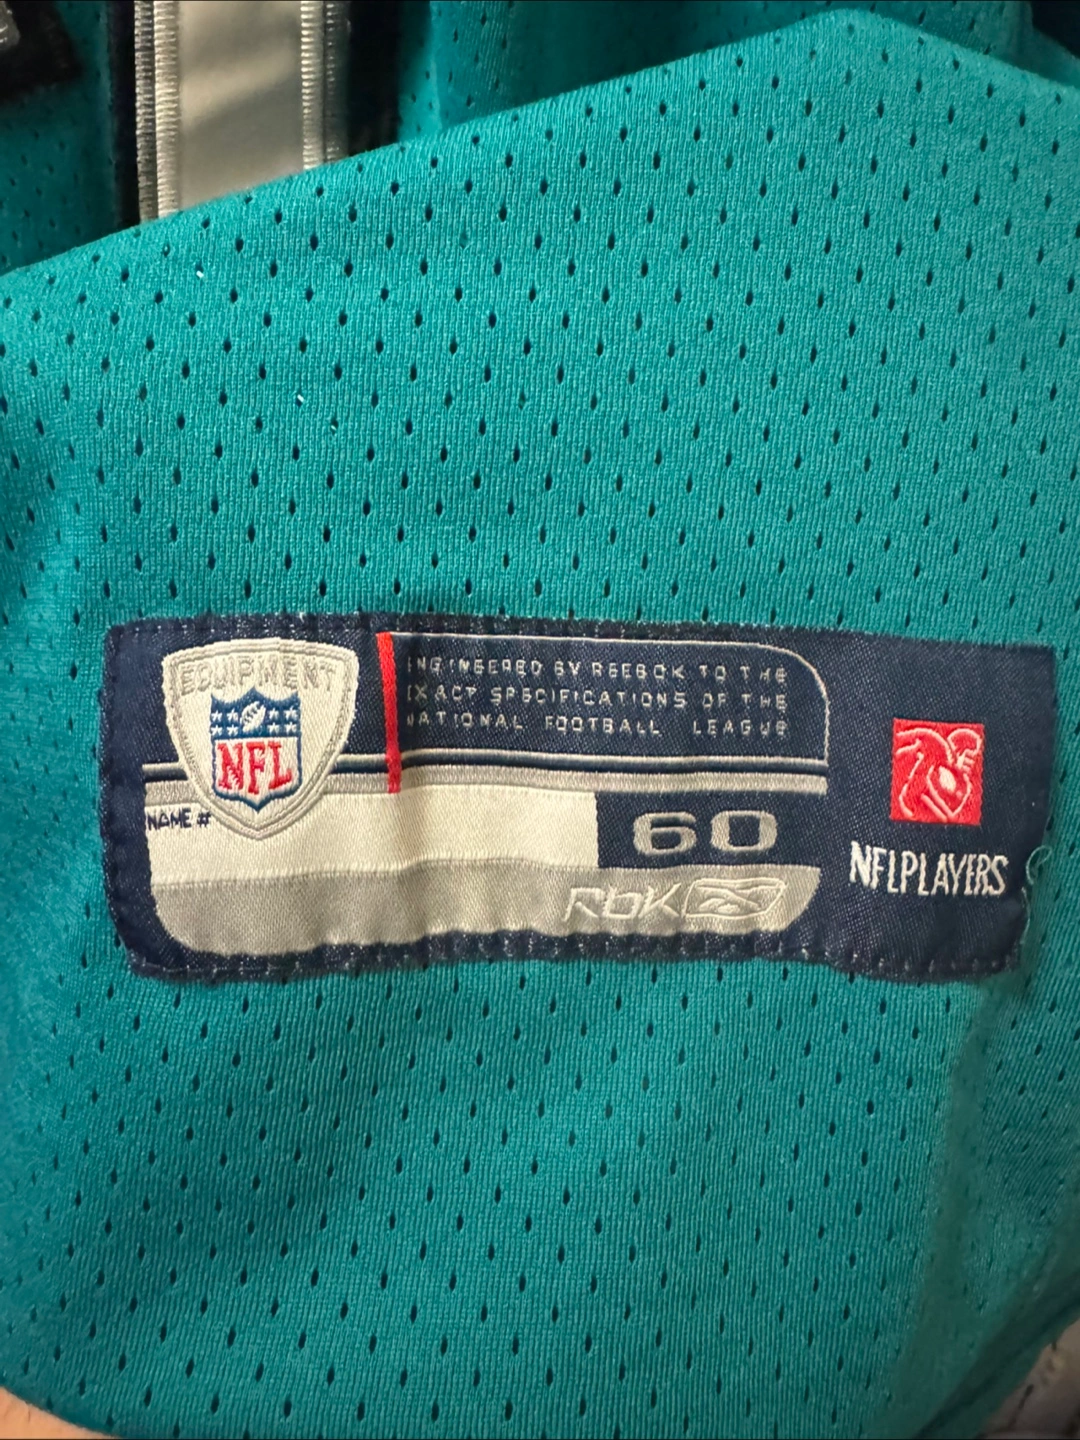 EQUIPMENT
NFL
ENGINEERED BY REEBOK TO THE
EXACT SPECIFICATIONS OF THE
NATIONAL FOOTBALL LEAGUE
NAME #
60
RbK
NFLPLAYERS